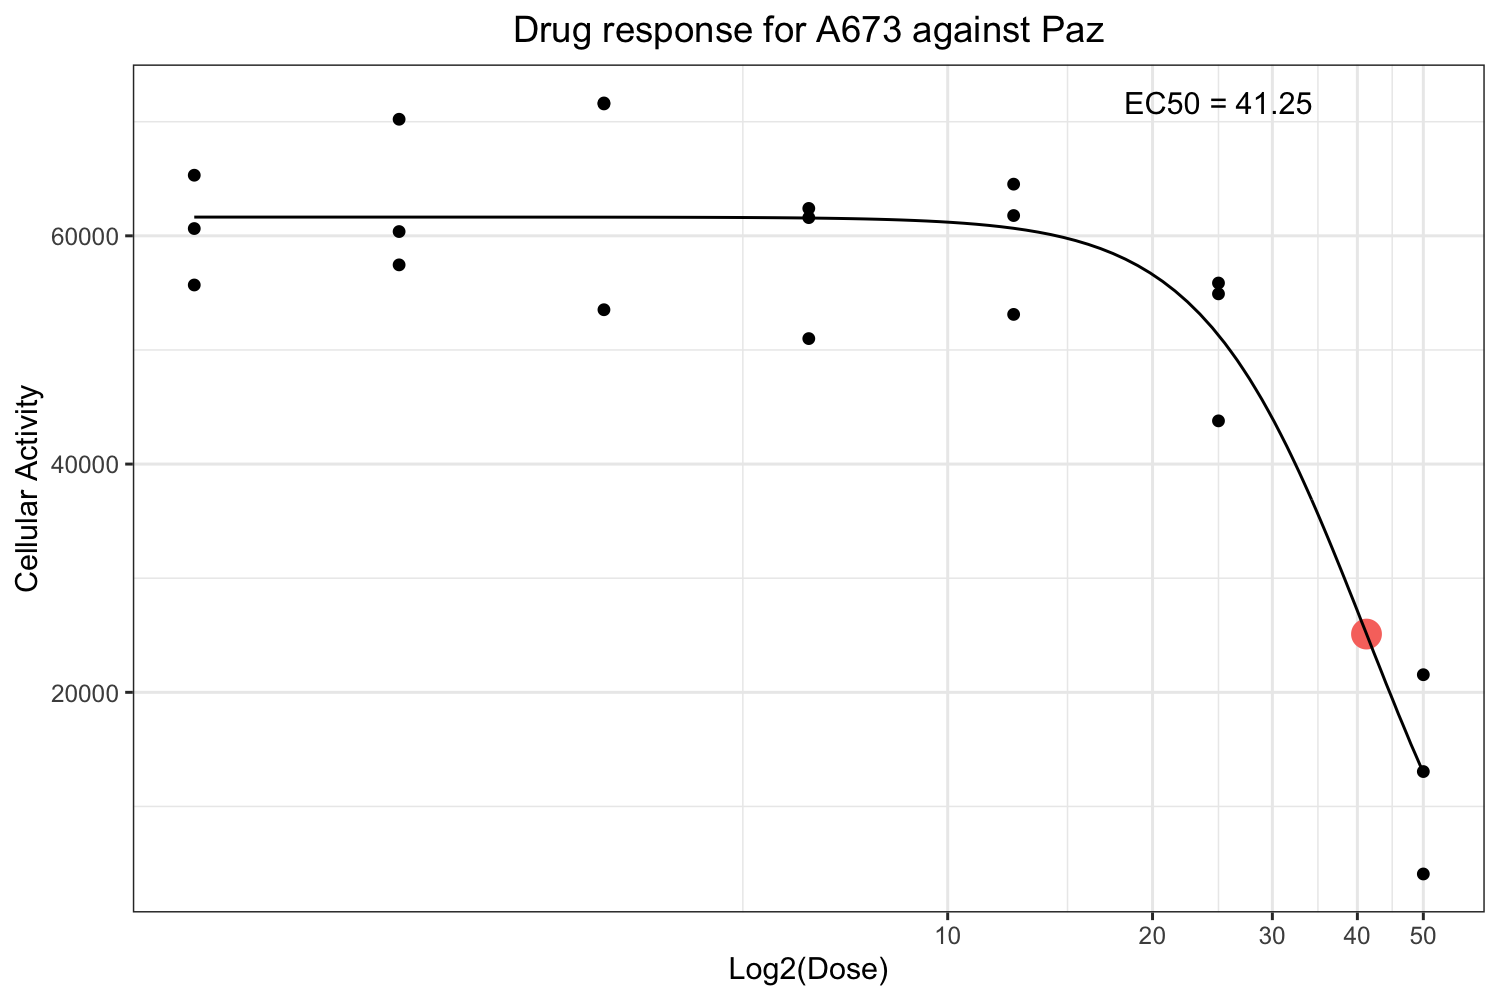 Drug response for A673 against Paz
EC50 = 41.25
60000
40000
20000
Cellular Activity
10 20 30 40 50
Log2(Dose)